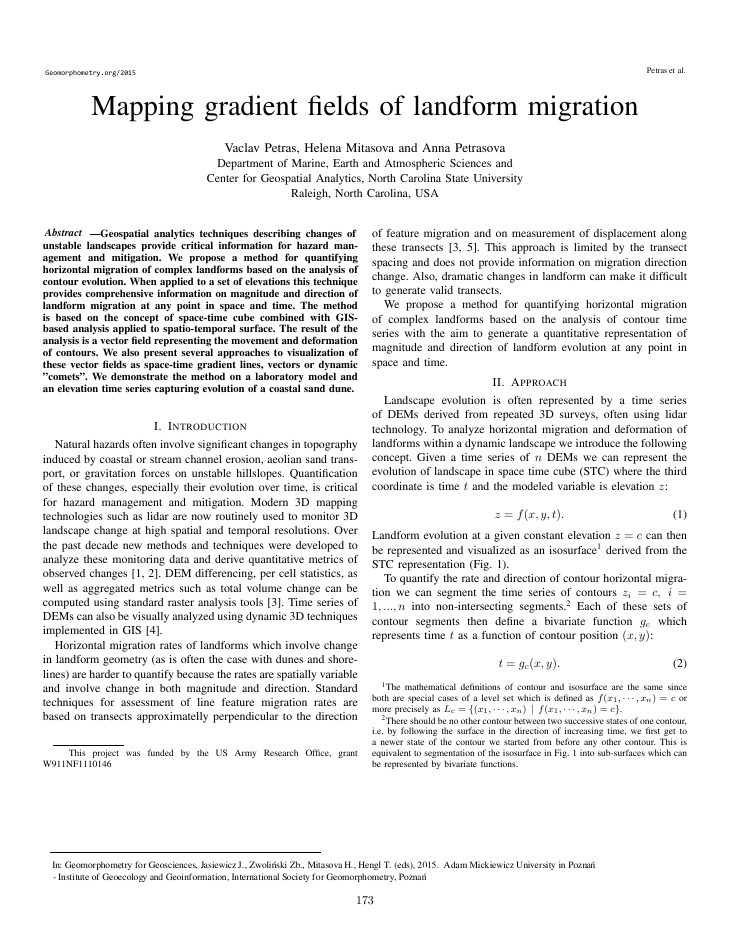 Geomorphometry.org/2015
Petras et al.
Mapping gradient fields of landform migration
Vaclav Petras, Helena Mitasova and Anna Petrasova
Department of Marine, Earth and Atmospheric Sciences and
Center for Geospatial Analytics, North Carolina State University
Raleigh, North Carolina, USA
Abstract —Geospatial analytics techniques describing changes of
unstable landscapes provide critical information for hazard man-
agement and mitigation. We propose a method for quantifying
horizontal migration of complex landforms based on the analysis of
contour evolution. When applied to a set of elevations this technique
provides comprehensive information on magnitude and direction of
landform migration at any point in space and time. The method
is based on the concept of space-time cube combined with GIS-
based analysis applied to spatio-temporal surface. The result of the
analysis is a vector field representing the movement and deformation
of contours. We also present several approaches to visualization of
these vector fields as space-time gradient lines, vectors or dynamic
”comets”. We demonstrate the method on a laboratory model and
an elevation time series capturing evolution of a coastal sand dune.
I. INTRODUCTION
Natural hazards often involve significant changes in topography
induced by coastal or stream channel erosion, aeolian sand trans-
port, or gravitation forces on unstable hillslopes. Quantification
of these changes, especially their evolution over time, is critical
for hazard management and mitigation. Modern 3D mapping
technologies such as lidar are now routinely used to monitor 3D
landscape change at high spatial and temporal resolutions. Over
the past decade new methods and techniques were developed to
analyze these monitoring data and derive quantitative metrics of
observed changes [1, 2]. DEM differencing, per cell statistics, as
well as aggregated metrics such as total volume change can be
computed using standard raster analysis tools [3]. Time series of
DEMs can also be visually analyzed using dynamic 3D techniques
implemented in GIS [4].
Horizontal migration rates of landforms which involve change
in landform geometry (as is often the case with dunes and shore-
lines) are harder to quantify because the rates are spatially variable
and involve change in both magnitude and direction. Standard
techniques for assessment of line feature migration rates are
based on transects approximatelly perpendicular to the direction
This project was funded by the US Army Research Office, grant
W911NF1110146
of feature migration and on measurement of displacement along
these transects [3, 5]. This approach is limited by the transect
spacing and does not provide information on migration direction
change. Also, dramatic changes in landform can make it difficult
to generate valid transects.
We propose a method for quantifying horizontal migration
of complex landforms based on the analysis of contour time
series with the aim to generate a quantitative representation of
magnitude and direction of landform evolution at any point in
space and time.
II. APPROACH
Landscape evolution is often represented by a time series
of DEMs derived from repeated 3D surveys, often using lidar
technology. To analyze horizontal migration and deformation of
landforms within a dynamic landscape we introduce the following
concept. Given a time series of n DEMs we can represent the
evolution of landscape in space time cube (STC) where the third
coordinate is time t and the modeled variable is elevation z:
z = f(x, y, t). (1)
Landform evolution at a given constant elevation z = c can then
be represented and visualized as an isosurface¹ derived from the
STC representation (Fig. 1).
To quantify the rate and direction of contour horizontal migra-
tion we can segment the time series of contours zᵢ = c, i =
1, ..., n into non-intersecting segments.² Each of these sets of
contour segments then define a bivariate function g_c which
represents time t as a function of contour position (x, y):
t = g_c(x, y). (2)
¹The mathematical definitions of contour and isosurface are the same since
both are special cases of a level set which is defined as f(x₁, · · · , xₙ) = c or
more precisely as L_c = {(x₁, · · · , xₙ) | f(x₁, · · · , xₙ) = c}.
²There should be no other contour between two successive states of one contour,
i.e. by following the surface in the direction of increasing time, we first get to
a newer state of the contour we started from before any other contour. This is
equivalent to segmentation of the isosurface in Fig. 1 into sub-surfaces which can
be represented by bivariate functions.
In: Geomorphometry for Geosciences, Jasiewicz J., Zwoliński Zb., Mitasova H., Hengl T. (eds), 2015. Adam Mickiewicz University in Poznań
- Institute of Geoecology and Geoinformation, International Society for Geomorphometry, Poznań
173